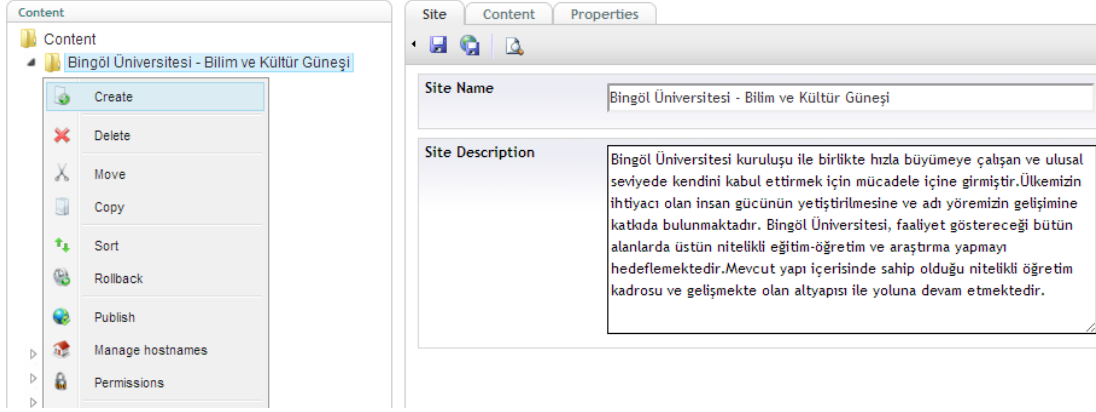 Content
Content
Bingöl Üniversitesi - Bilim ve Kültür Güneşi
Create
Delete
Move
Copy
Sort
Rollback
Publish
Manage hostnames
Permissions
Site
Content
Properties
Site Name
Bingöl Üniversitesi - Bilim ve Kültür Güneşi
Site Description
Bingöl Üniversitesi kuruluşu ile birlikte hızla büyümeye çalışan ve ulusal
seviyede kendini kabul ettirmek için mücadele içine girmiştir.Ülkemizin
ihtiyacı olan insan gücünün yetiştirilmesine ve adı yöremizin gelişimine
katkıda bulunmaktadır. Bingöl Üniversitesi, faaliyet göstereceği bütün
alanlarda üstün nitelikli eğitim-öğretim ve araştırma yapmayı
hedeflemektedir.Mevcut yapı içerisinde sahip olduğu nitelikli öğretim
kadrosu ve gelişmekte olan altyapısı ile yoluna devam etmektedir.